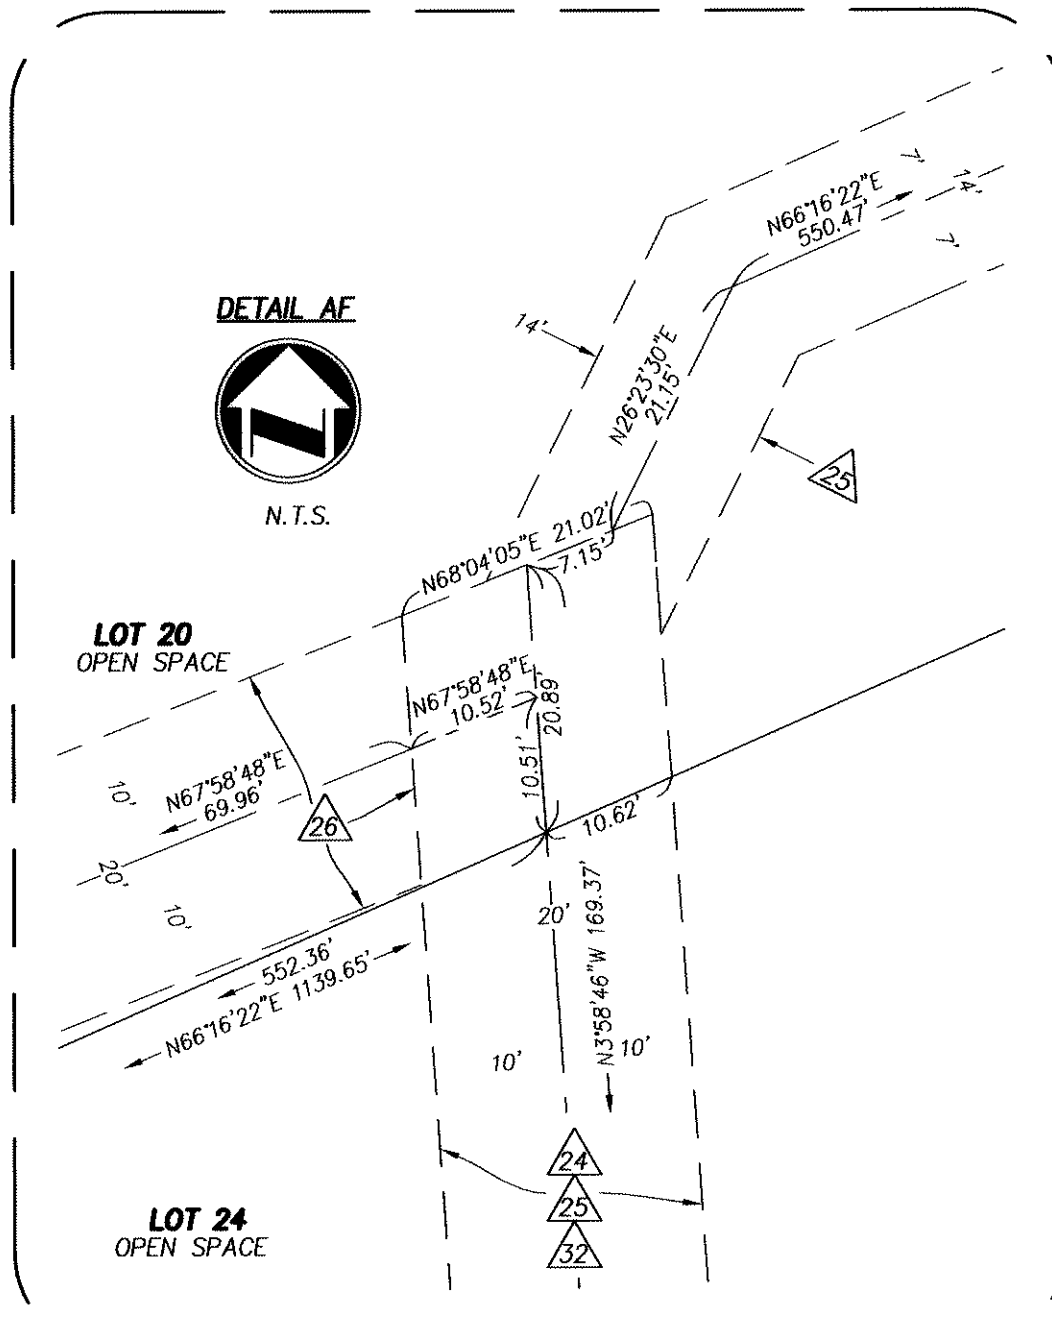 N66°16'22"E
550.47'
7'
14'
7'
DETAIL AF
N.T.S.
14'
N26°23'30"E
21.15'
25
N68°04'05"E 21.02'
7.15'
LOT 20
OPEN SPACE
N67°58'48"E
10.52'
20.89'
10.51'
10.62'
N67°58'48"E
69.96'
26
10'
20'
10'
552.36'
N66°16'22"E 1139.65'
20'
N3°58'46"W 169.37'
10'
10'
24
25
32
LOT 24
OPEN SPACE